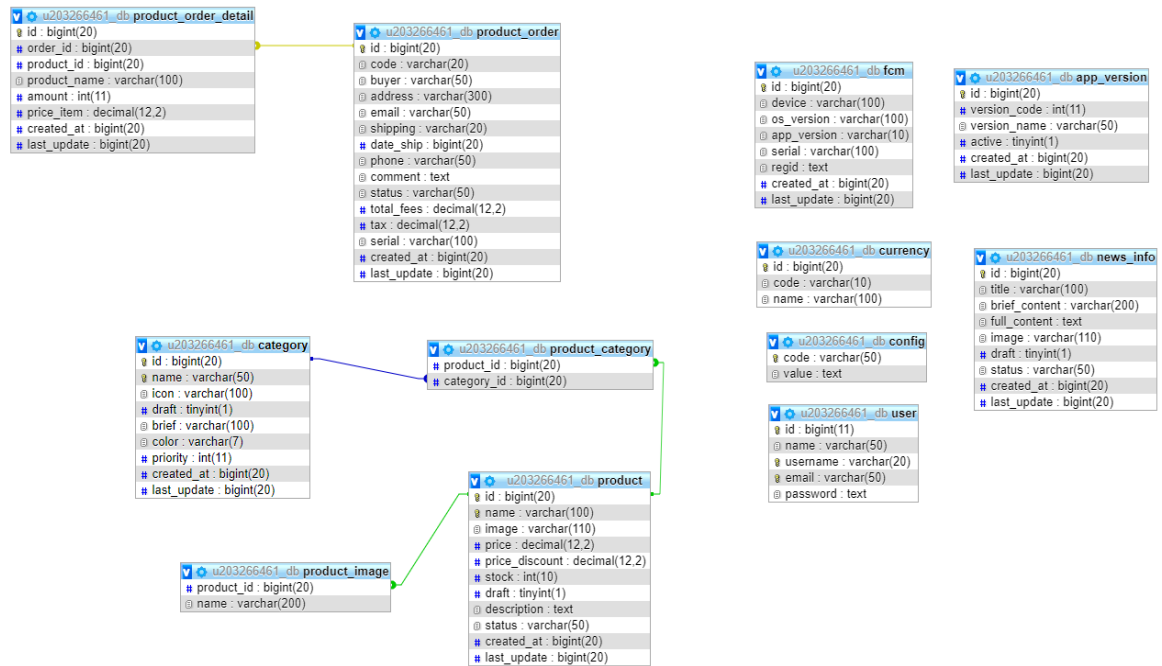 u203266461_db product_order_detail
id : bigint(20)
order_id : bigint(20)
product_id : bigint(20)
product_name : varchar(100)
amount : int(11)
price_item : decimal(12,2)
created_at : bigint(20)
last_update : bigint(20)
u203266461_db product_order
id : bigint(20)
code : varchar(20)
buyer : varchar(50)
address : varchar(300)
email : varchar(50)
shipping : varchar(20)
date_ship : bigint(20)
phone : varchar(50)
comment : text
status : varchar(50)
total_fees : decimal(12,2)
tax : decimal(12,2)
serial : varchar(100)
created_at : bigint(20)
last_update : bigint(20)
u203266461_db fcm
id : bigint(20)
device : varchar(100)
os_version : varchar(100)
app_version : varchar(10)
serial : varchar(100)
regid : text
created_at : bigint(20)
last_update : bigint(20)
u203266461_db app_version
id : bigint(20)
version_code : int(11)
version_name : varchar(50)
active : tinyint(1)
created_at : bigint(20)
last_update : bigint(20)
u203266461_db currency
id : bigint(20)
code : varchar(10)
name : varchar(100)
u203266461_db news_info
id : bigint(20)
title : varchar(100)
brief_content : varchar(200)
full_content : text
image : varchar(110)
draft : tinyint(1)
status : varchar(50)
created_at : bigint(20)
last_update : bigint(20)
u203266461_db config
code : varchar(50)
value : text
u203266461_db user
id : bigint(11)
name : varchar(50)
username : varchar(20)
email : varchar(50)
password : text
u203266461_db category
id : bigint(20)
name : varchar(50)
icon : varchar(100)
draft : tinyint(1)
brief : varchar(100)
color : varchar(7)
priority : int(11)
created_at : bigint(20)
last_update : bigint(20)
u203266461_db product_category
product_id : bigint(20)
category_id : bigint(20)
u203266461_db product
id : bigint(20)
name : varchar(100)
image : varchar(110)
price : decimal(12,2)
price_discount : decimal(12,2)
stock : int(10)
draft : tinyint(1)
description : text
status : varchar(50)
created_at : bigint(20)
last_update : bigint(20)
u203266461_db product_image
product_id : bigint(20)
name : varchar(200)